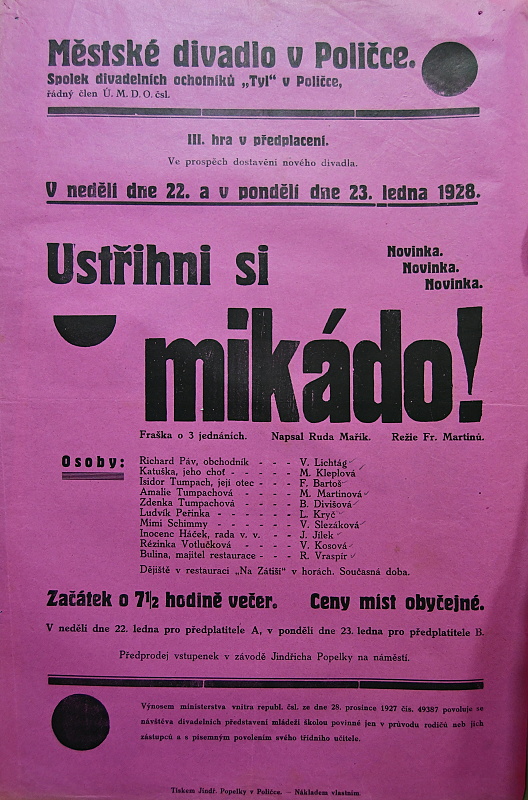 Městské divadlo v Poličce.
Spolek divadelních ochotníků „Tyl" v Poličce,
řádný člen Ú. M. D. O. čsl.
III. hra v předplacení.
Ve prospěch dostavění nového divadla.
V neděli dne 22. a v pondělí dne 23. ledna 1928.
Ustřihni si
Novinka.
Novinka.
Novinka.
mikádo!
Fraška o 3 jednáních. Napsal Ruda Mařík. Režie Fr. Martinů.
Osoby:
Richard Páv, obchodník - - - V. Lichtág
Katuška, jeho choť - - - M. Kleplová
Isidor Tumpach, její otec - - - F. Bartoš
Amalie Tumpachová - - - M. Martinová
Zdenka Tumpachová - - - B. Divišová
Ludvík Peřinka - - - L. Kryč
Mimi Schimmy - - - V. Slezáková
Inocenc Háček, rada v. v. - - - J. Jílek
Rézinka Votlučková - - - V. Kosová
Bulina, majitel restaurace - - - R. Vraspír
Dějiště v restauraci „Na Zátiší" v horách. Současná doba.
Začátek o 7 1/2 hodině večer. Ceny míst obyčejné.
V neděli dne 22. ledna pro předplatitele A, v pondělí dne 23. ledna pro předplatitele B.
Předprodej vstupenek v závodě Jindřicha Popelky na náměstí.
Výnosem ministerstva vnitra republ. čsl. ze dne 28. prosince 1927 čís. 49387 povoluje se
návštěva divadelních představení mládeži školou povinné jen v průvodu rodičů neb jich
zástupců a s písemným povolením svého třídního učitele.
Tiskem Jindř. Popelky v Poličce. — Nákladem vlastním.